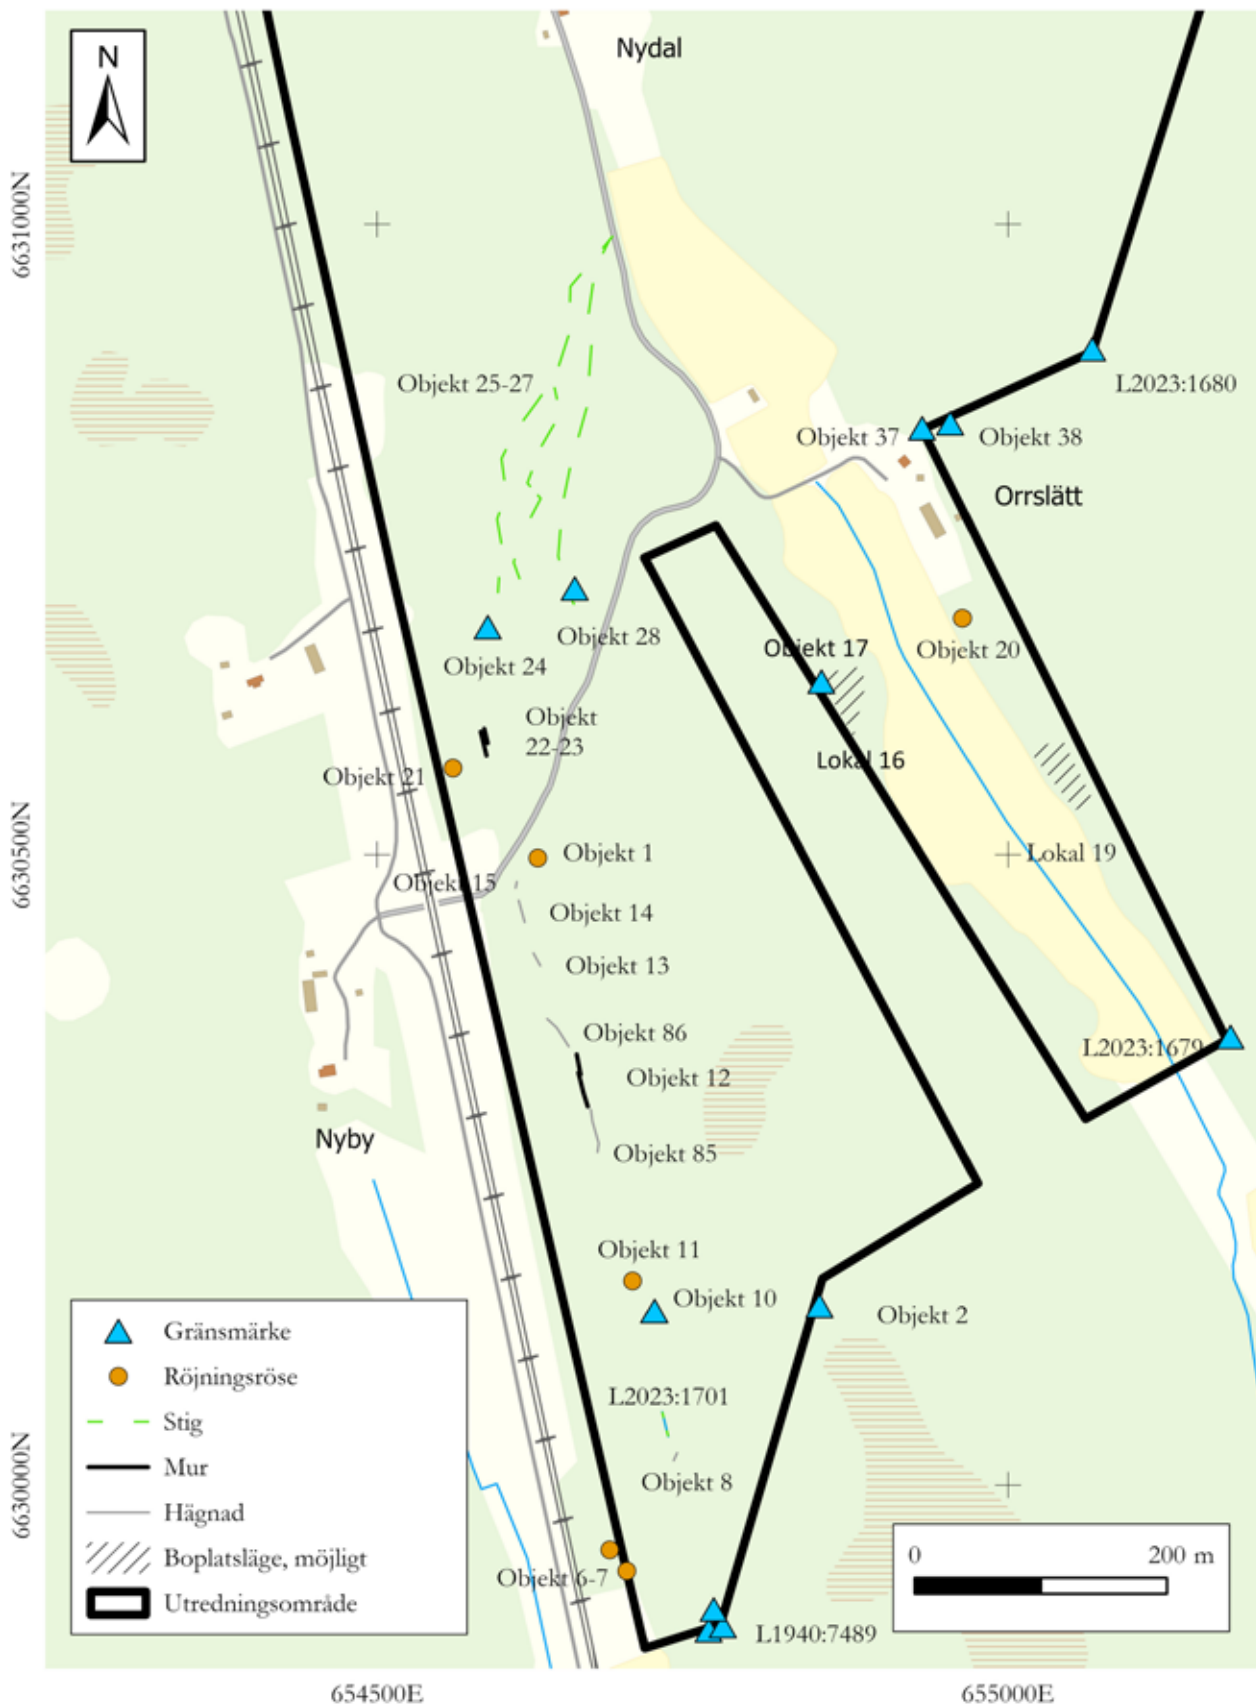 N
Nydal
6631000N
Objekt 25-27
L2023:1680
Objekt 37
Objekt 38
Orrslätt
Objekt 28
Objekt 24
Objekt 17
Objekt 20
Objekt
22-23
Lokal 16
Objekt 21
6630500N
Objekt 1
Lokal 19
Objekt 15
Objekt 14
Objekt 13
Objekt 86
L2023:1679
Objekt 12
Nyby
Objekt 85
Objekt 11
Objekt 10
Objekt 2
L2023:1701
Objekt 8
6630000N
Objekt 6-7
L1940:7489
Gränsmärke
Röjningsröse
Stig
Mur
Hägnad
Boplatsläge, möjligt
Utredningsområde
0 200 m
654500E 655000E